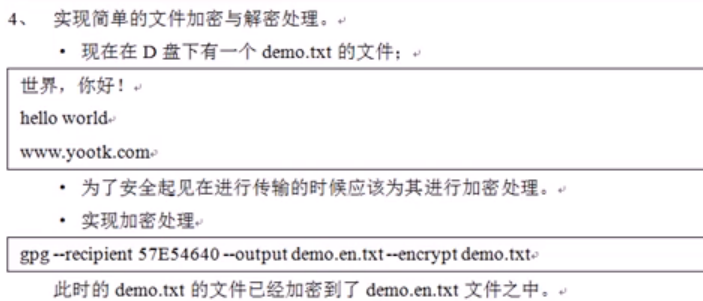 4、 实现简单的文件加密与解密处理。
• 现在在 D 盘下有一个 demo.txt 的文件；
世界，你好！
hello world
www.yootk.com
• 为了安全起见在进行传输的时候应该为其进行加密处理。
• 实现加密处理
gpg --recipient 57E54640 --output demo.en.txt --encrypt demo.txt
此时的 demo.txt 的文件已经加密到了 demo.en.txt 文件之中。